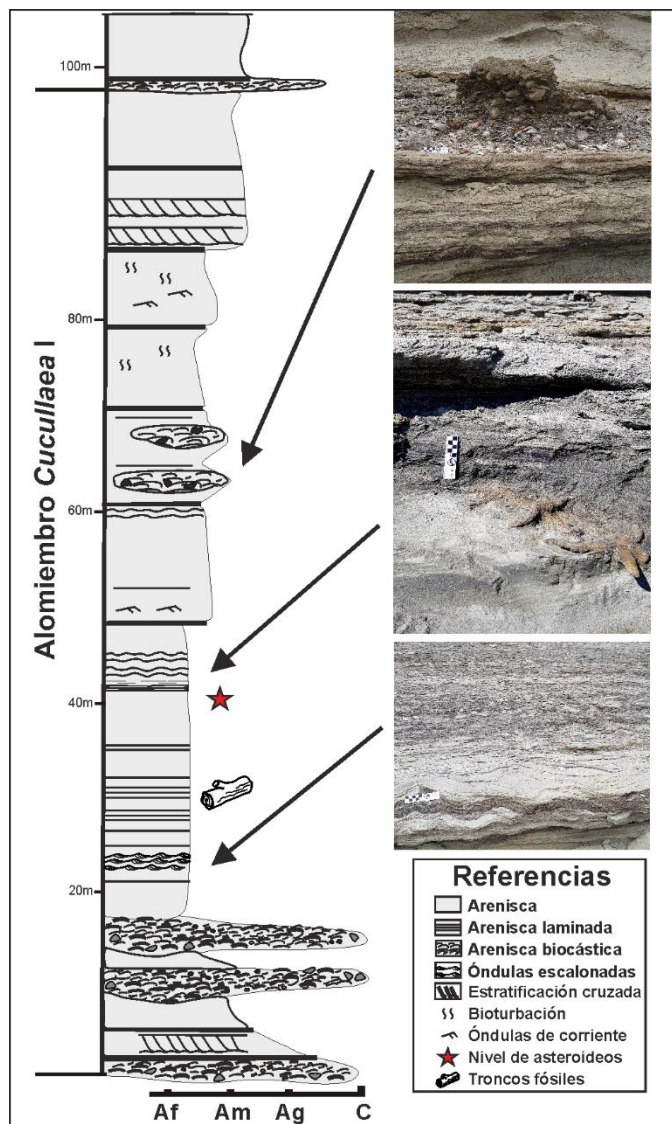 100m
80m
60m
40m
20m
Alomiembro Cucullaea I
Af Am Ag C
Referencias
Arenisca
Arenisca laminada
Arenisca biocástica
Óndulas escalonadas
Estratificación cruzada
Bioturbación
Óndulas de corriente
Nivel de asteroideos
Troncos fósiles